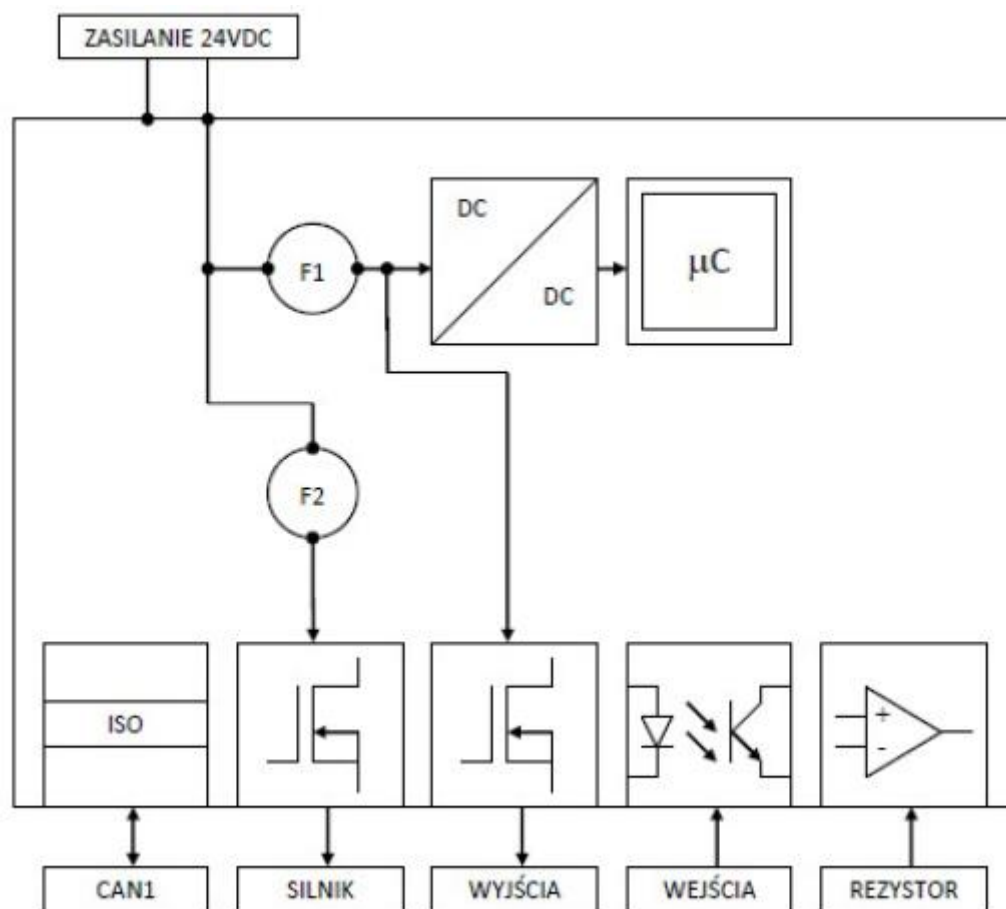 ZASILANIE 24VDC
F1
DC
DC
μC
F2
ISO
+
-
CAN1
SILNIK
WYJŚCIA
WEJŚCIA
REZYSTOR